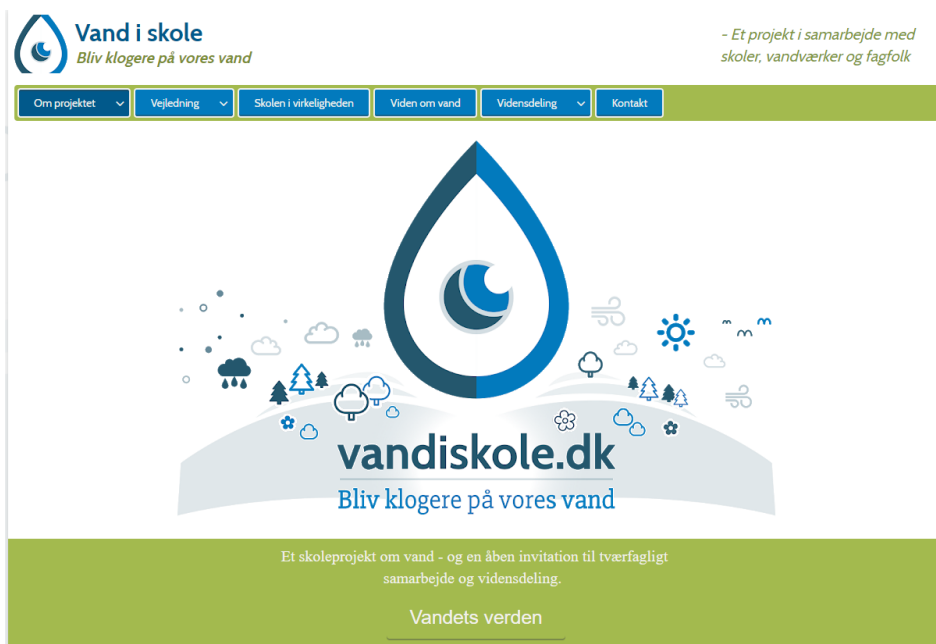 Vand i skole
Bliv klogere på vores vand
- Et projekt i samarbejde med
skoler, vandværker og fagfolk
Om projektet
Vejledning
Skolen i virkeligheden
Viden om vand
Vidensdeling
Kontakt
vandiskole.dk
Bliv klogere på vores vand
Et skoleprojekt om vand - og en åben invitation til tværfagligt
samarbejde og vidensdeling.
Vandets verden